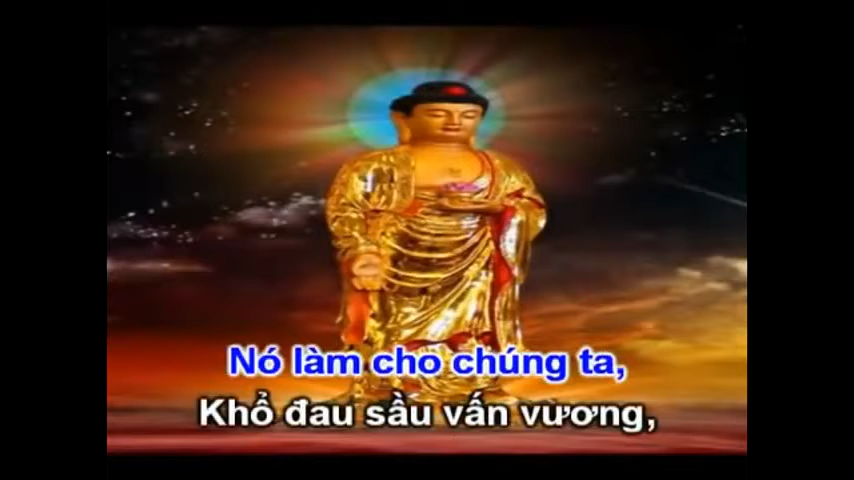 Nó làm cho chúng ta,
Khổ đau sầu vấn vương,